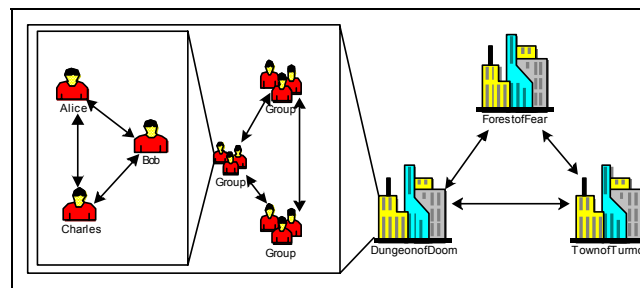 Alice
Bob
Charles
Group
Group
Group
ForestofFear
DungeonofDoom
TownofTurmo